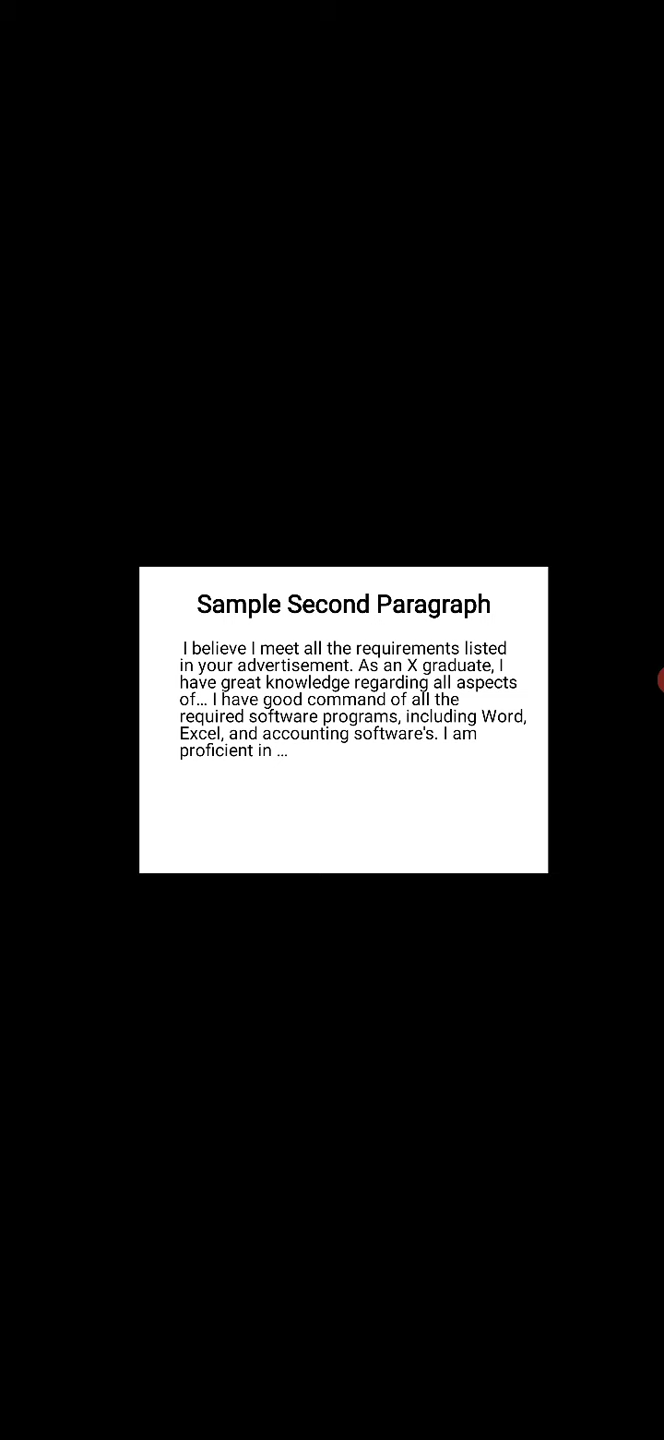 Sample Second Paragraph
I believe I meet all the requirements listed
in your advertisement. As an X graduate, I
have great knowledge regarding all aspects
of... I have good command of all the
required software programs, including Word,
Excel, and accounting software's. I am
proficient in ...